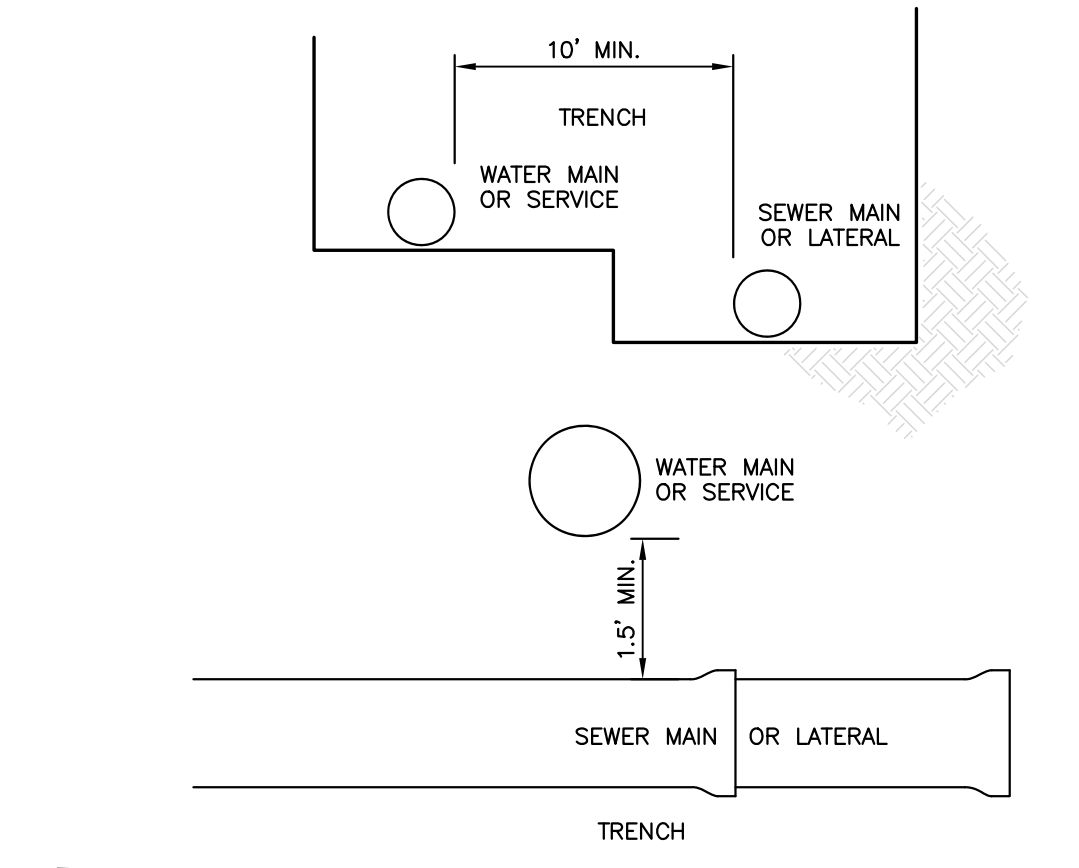 10' MIN.
TRENCH
WATER MAIN
OR SERVICE
SEWER MAIN
OR LATERAL
WATER MAIN
OR SERVICE
1.5' MIN.
SEWER MAIN OR LATERAL
TRENCH